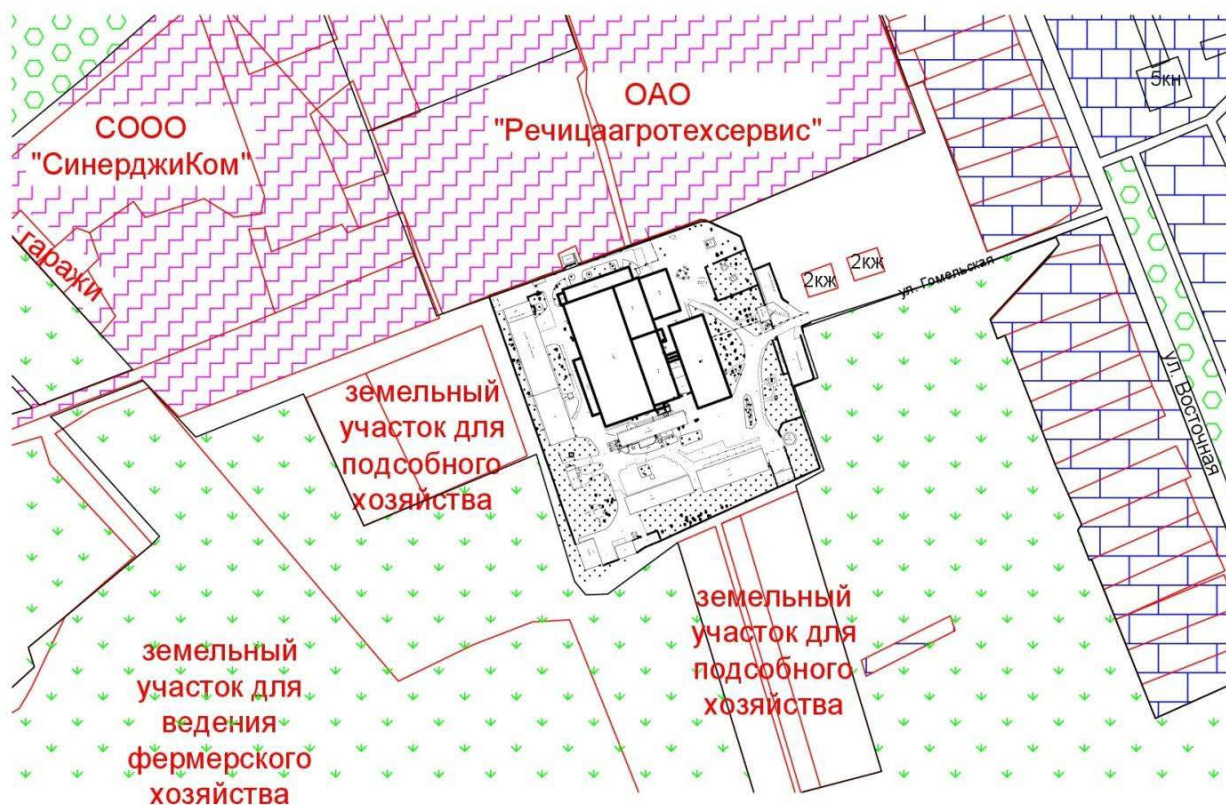 ОАО
"Речицаагротехсервис"
5кн
СООО
"СинерджиКом"
гаражи
2кж
2кж
ул. Гомельская
ул. Восточная
земельный
участок для
подсобного
хозяйства
земельный
участок для
подсобного
хозяйства
земельный
участок для
ведения
фермерского
хозяйства